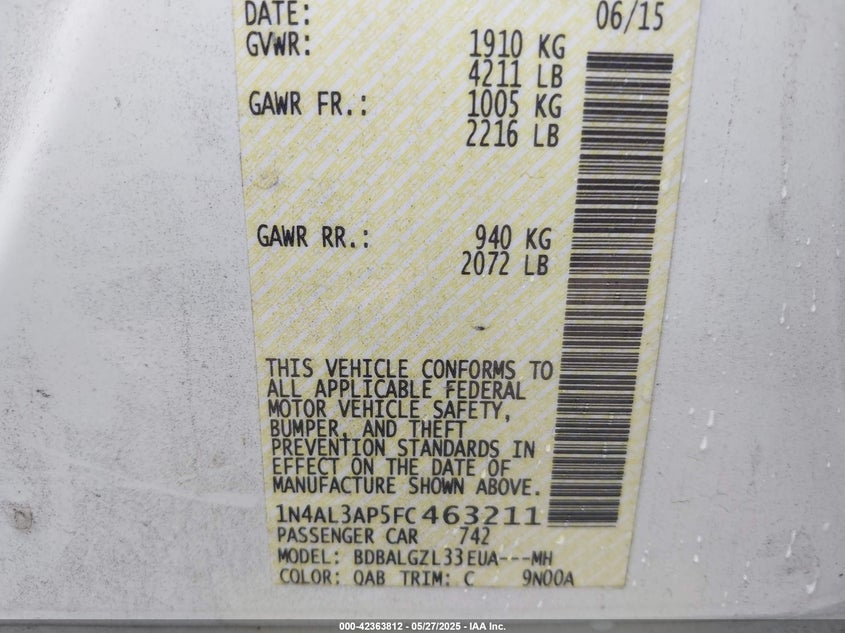 DATE: 06/15
GVWR: 1910 KG
4211 LB
GAWR FR.: 1005 KG
2216 LB
GAWR RR.: 940 KG
2072 LB
THIS VEHICLE CONFORMS TO
ALL APPLICABLE FEDERAL
MOTOR VEHICLE SAFETY,
BUMPER, AND THEFT
PREVENTION STANDARDS IN
EFFECT ON THE DATE OF
MANUFACTURE SHOWN ABOVE.
1N4AL3AP5FC463211
PASSENGER CAR 742
MODEL: BDBALGZL33EUA---MH
COLOR: QAB TRIM: C 9N00A
000-42363812 - 05/27/2025 - IAA Inc.